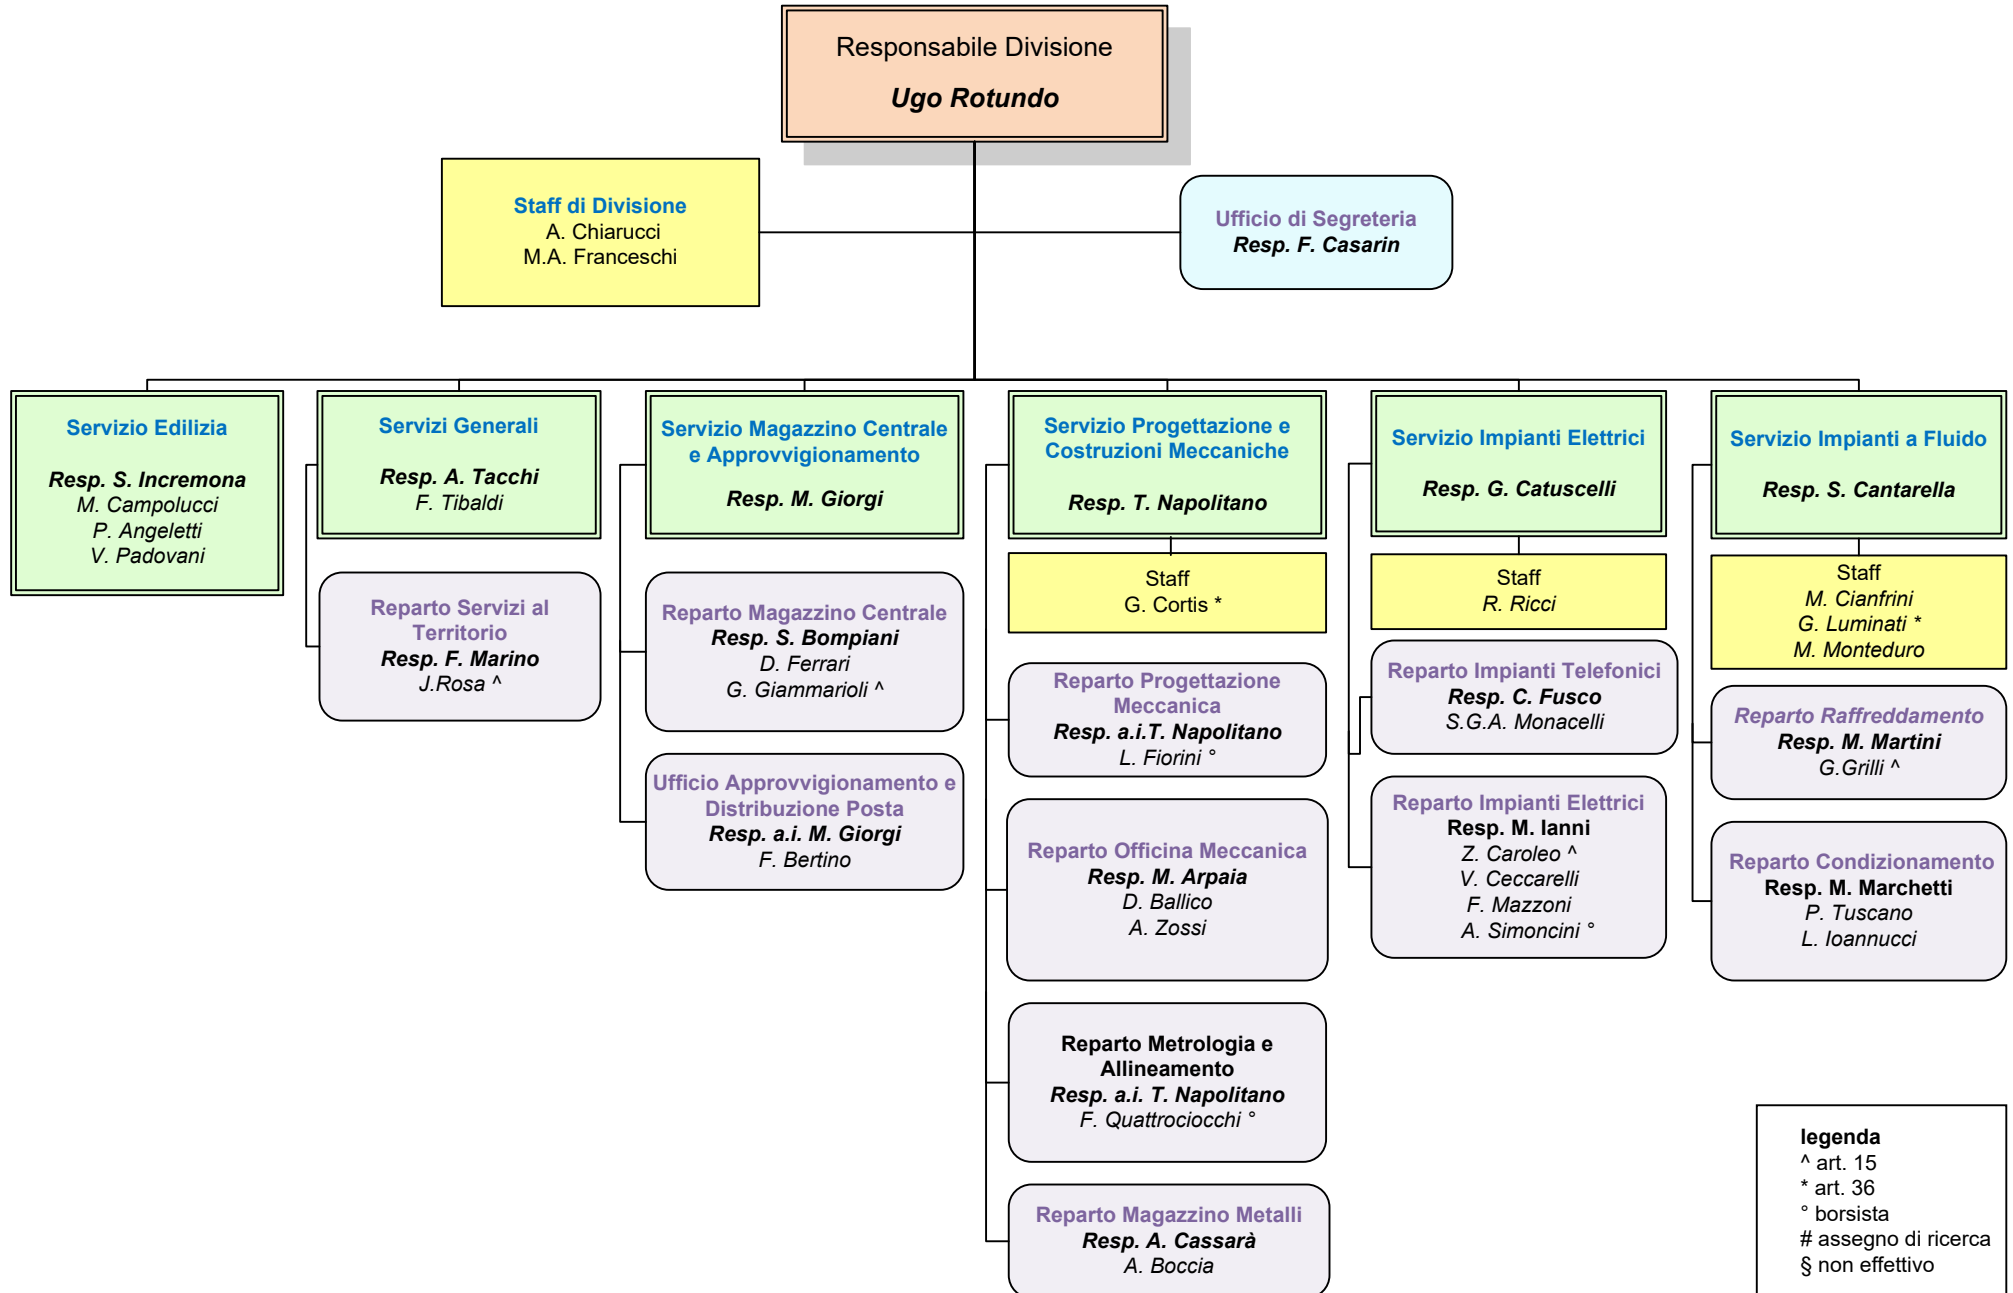 Responsabile Divisione
Ugo Rotundo
Staff di Divisione
A. Chiarucci
M.A. Franceschi
Ufficio di Segreteria
Resp. F. Casarin
Servizio Edilizia
Resp. S. Incremona
M. Campolucci
P. Angeletti
V. Padovani
Servizi Generali
Resp. A. Tacchi
F. Tibaldi
Reparto Servizi al
Territorio
Resp. F. Marino
J.Rosa ^
Servizio Magazzino Centrale
e Approvvigionamento
Resp. M. Giorgi
Reparto Magazzino Centrale
Resp. S. Bompiani
D. Ferrari
G. Giammarioli ^
Ufficio Approvvigionamento e
Distribuzione Posta
Resp. a.i. M. Giorgi
F. Bertino
Servizio Progettazione e
Costruzioni Meccaniche
Resp. T. Napolitano
Staff
G. Cortis *
Reparto Progettazione
Meccanica
Resp. a.i.T. Napolitano
L. Fiorini °
Reparto Officina Meccanica
Resp. M. Arpaia
D. Ballico
A. Zossi
Reparto Metrologia e
Allineamento
Resp. a.i. T. Napolitano
F. Quattrociocchi °
Reparto Magazzino Metalli
Resp. A. Cassarà
A. Boccia
Servizio Impianti Elettrici
Resp. G. Catuscelli
Staff
R. Ricci
Reparto Impianti Telefonici
Resp. C. Fusco
S.G.A. Monacelli
Reparto Impianti Elettrici
Resp. M. Ianni
Z. Caroleo ^
V. Ceccarelli
F. Mazzoni
A. Simoncini °
Servizio Impianti a Fluido
Resp. S. Cantarella
Staff
M. Cianfrini
G. Luminati *
M. Monteduro
Reparto Raffreddamento
Resp. M. Martini
G.Grilli ^
Reparto Condizionamento
Resp. M. Marchetti
P. Tuscano
L. Ioannucci
legenda
^ art. 15
* art. 36
° borsista
# assegno di ricerca
§ non effettivo